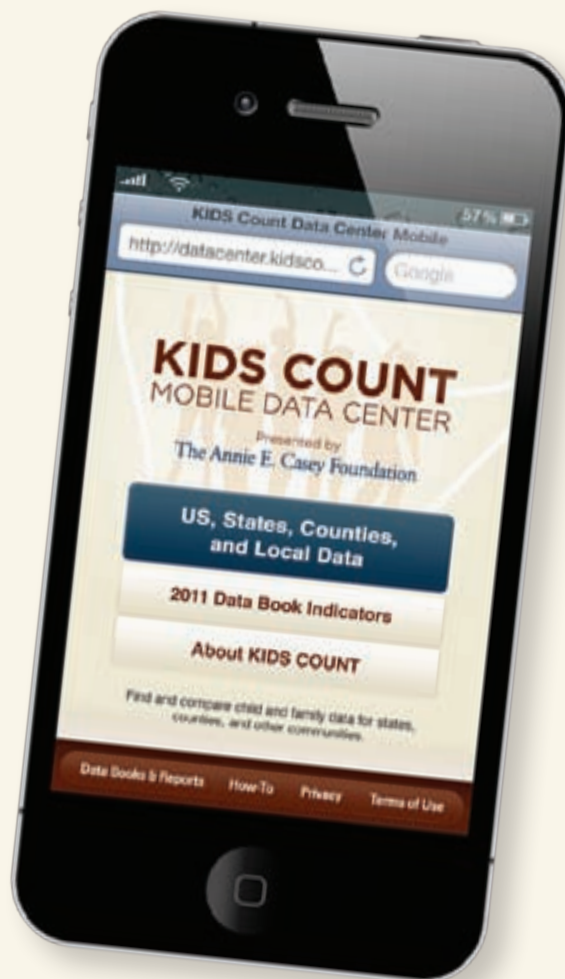 57%
KIDS Count Data Center Mobile
http://datacenter.kidsco...
Google
KIDS COUNT
MOBILE DATA CENTER
Presented by
The Annie E. Casey Foundation
US, States, Counties,
and Local Data
2011 Data Book Indicators
About KIDS COUNT
Find and compare child and family data for states,
counties, and other communities.
Data Books & Reports How-To Privacy Terms of Use